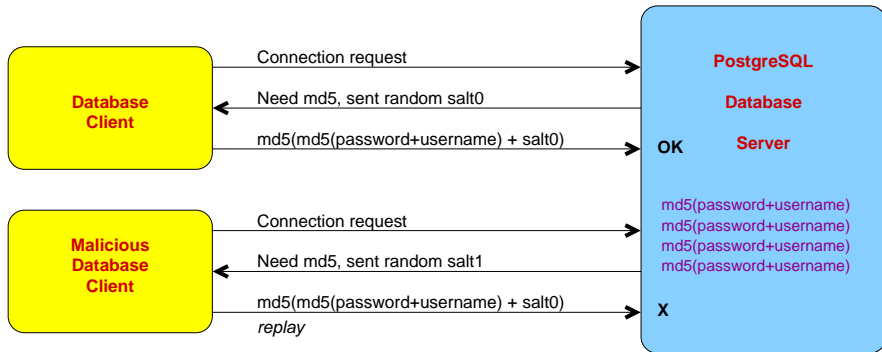 Connection request
PostgreSQL
Need md5, sent random salt0
Database
Database
Client
md5(md5(password+username) + salt0)
OK
Server
Connection request
md5(password+username)
md5(password+username)
md5(password+username)
md5(password+username)
Malicious
Database
Client
Need md5, sent random salt1
md5(md5(password+username) + salt0)
X
replay